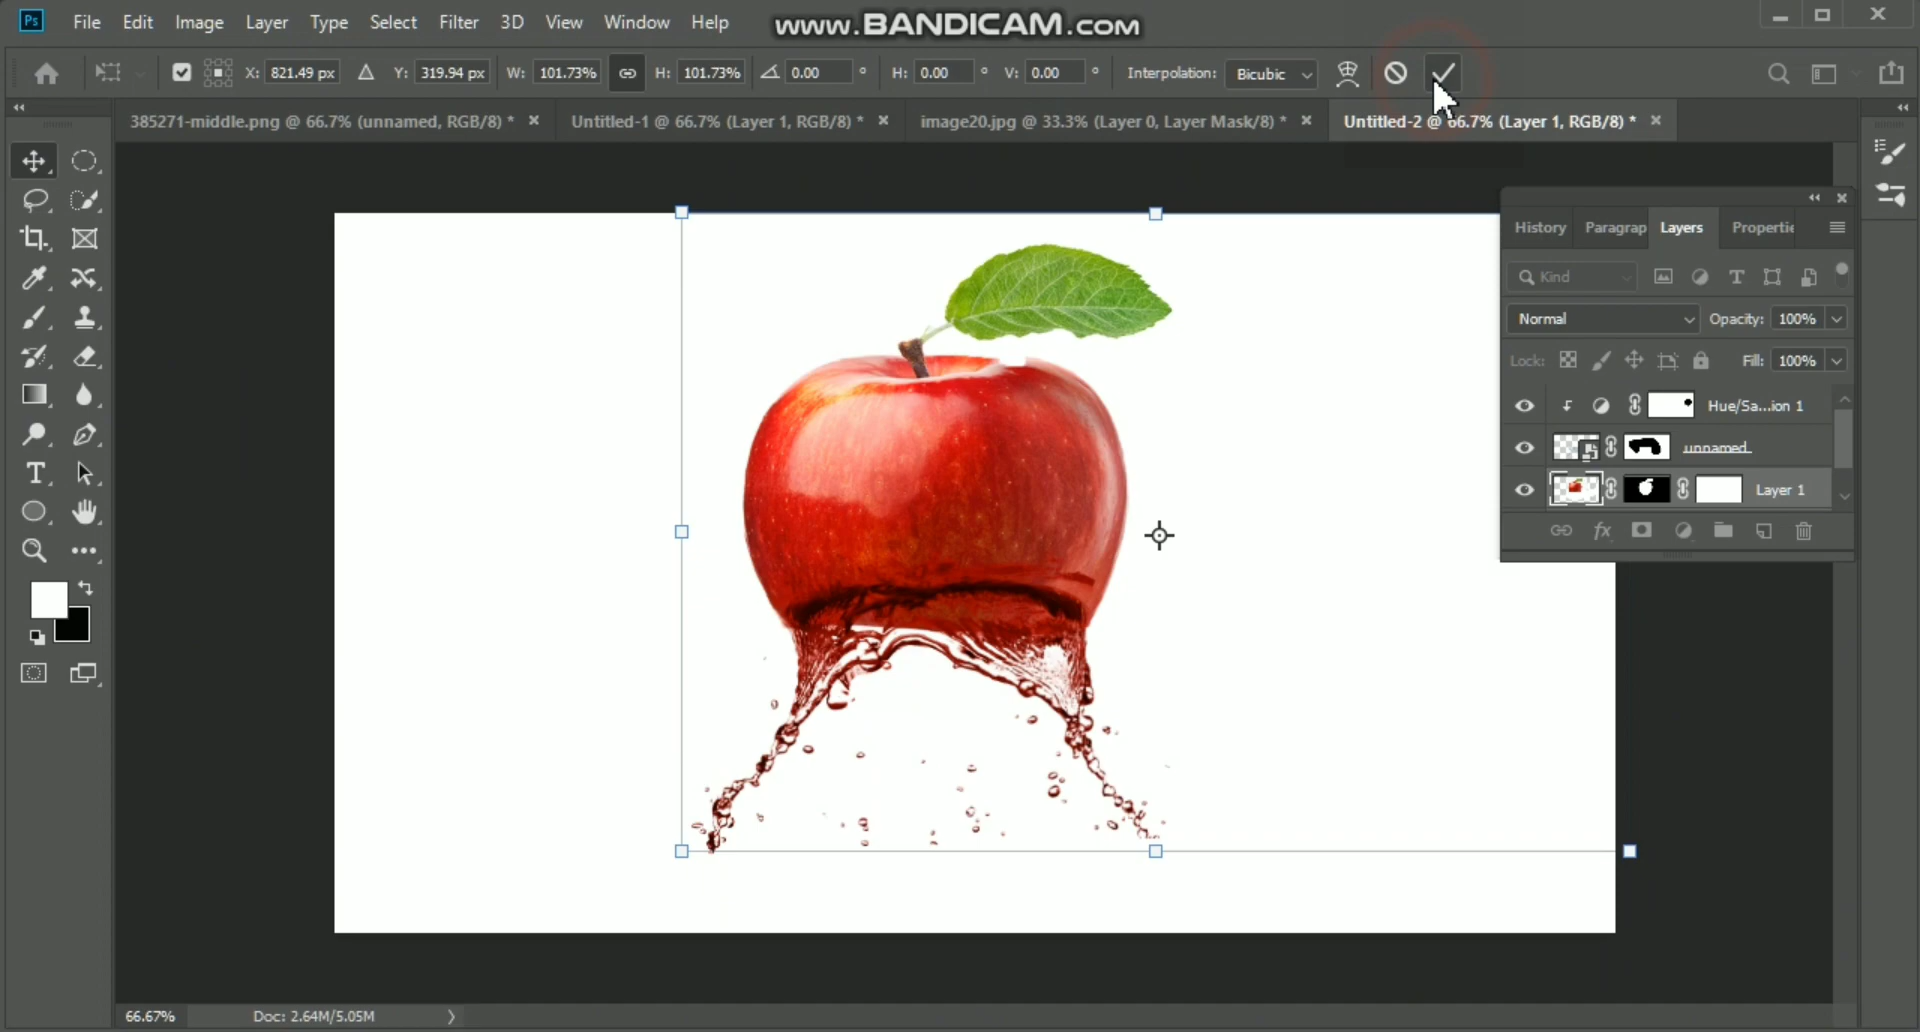 Ps File Edit Image Layer Type Select Filter 3D View Window Help www.BANDICAM.com
X: 821.49 px Y: 319.94 px W: 101.73% H: 101.73% 0.00 ° H: 0.00 ° V: 0.00 ° Interpolation: Bicubic
385271-middle.png @ 66.7% (unnamed, RGB/8) * × Untitled-1 @ 66.7% (Layer 1, RGB/8) * × image20.jpg @ 33.3% (Layer 0, Layer Mask/8) * × Untitled-2 @ 66.7% (Layer 1, RGB/8) * ×
History Paragrap Layers Properti
Kind
Normal Opacity: 100%
Lock: Fill: 100%
Hue/Sa...ion 1
unnamed
Layer 1
66.67% Doc: 2.64M/5.05M